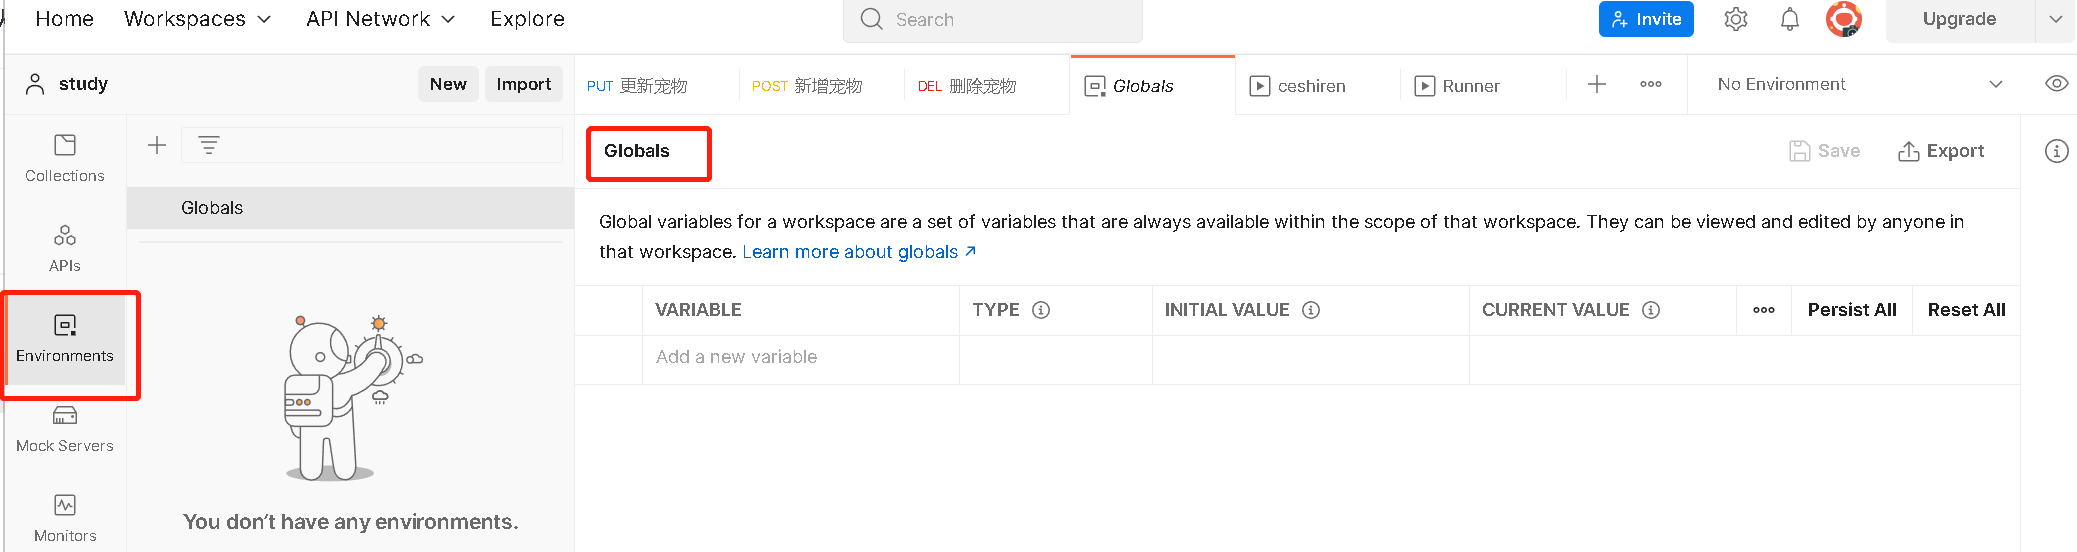 Home Workspaces API Network Explore Search Invite Upgrade
study New Import PUT 更新宠物 POST 新增宠物 DEL 删除宠物 Globals ceshiren Runner No Environment
Globals Save Export
Collections
Globals
Global variables for a workspace are a set of variables that are always available within the scope of that workspace. They can be viewed and edited by anyone in
that workspace. Learn more about globals
APIs
VARIABLE TYPE INITIAL VALUE CURRENT VALUE Persist All Reset All
Environments
Add a new variable
Mock Servers
You don't have any environments.
Monitors